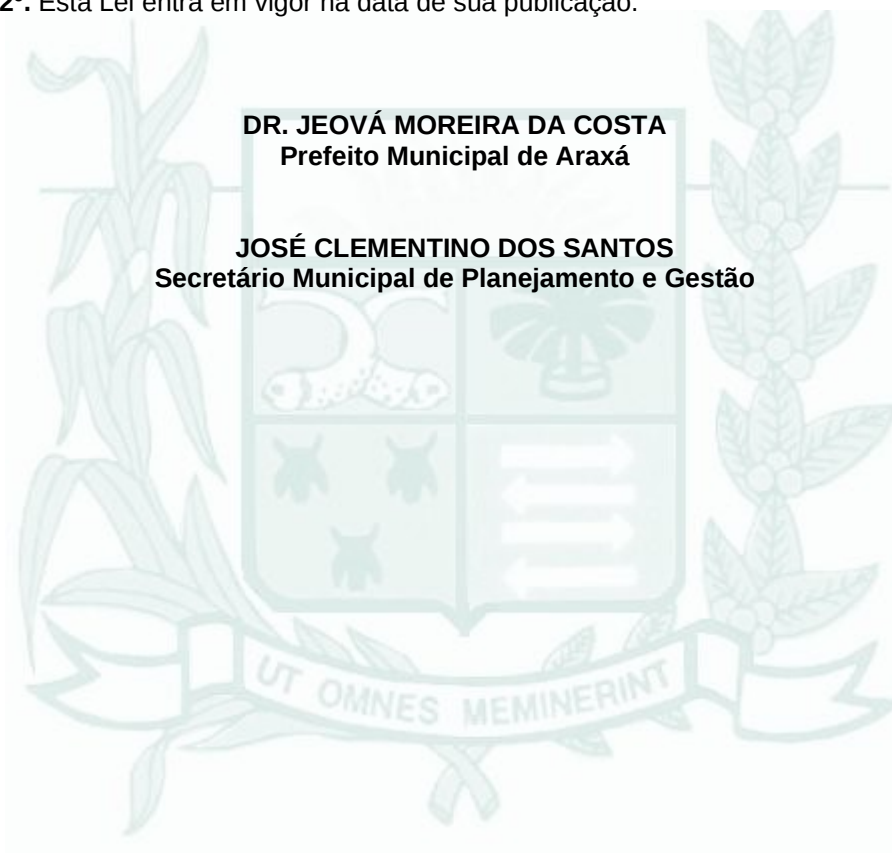 2º. Esta Lei entra em vigor na data de sua publicação.
DR. JEOVÁ MOREIRA DA COSTA
Prefeito Municipal de Araxá
JOSÉ CLEMENTINO DOS SANTOS
Secretário Municipal de Planejamento e Gestão
UT OMNES MEMINERINT